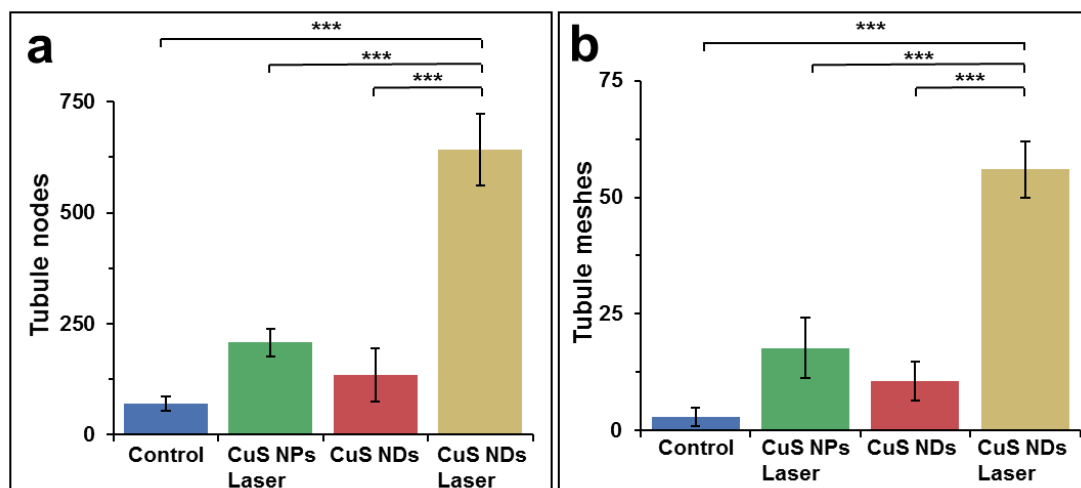 a
***
***
***
Tubule nodes
750
500
250
0
Control
CuS NPs
Laser
CuS NDs
CuS NDs
Laser
b
***
***
***
Tubule meshes
75
50
25
0
Control
CuS NPs
Laser
CuS NDs
CuS NDs
Laser